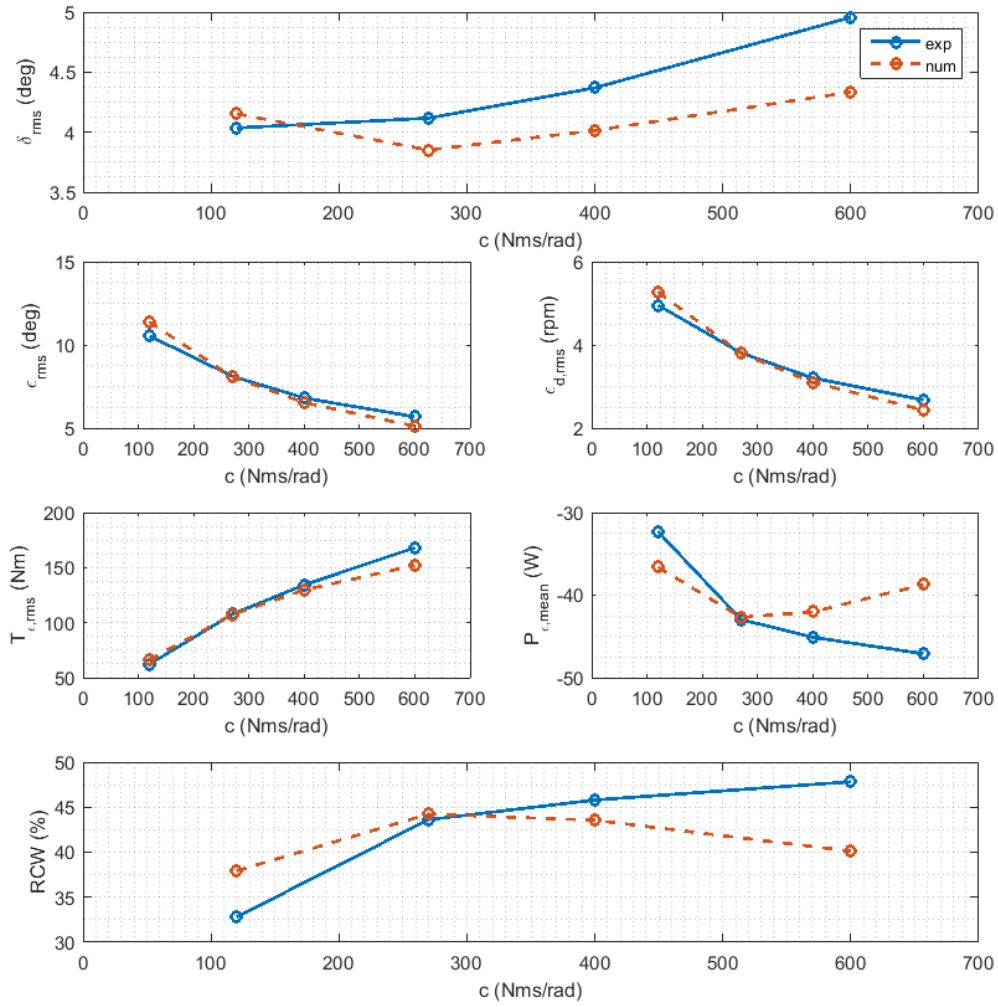 5
4.5
4
3.5
δrms (deg)
exp
num
0 100 200 300 400 500 600 700
c (Nms/rad)
15
10
5
ϵrms (deg)
0 100 200 300 400 500 600 700
c (Nms/rad)
6
4
2
ϵd,rms (rpm)
0 100 200 300 400 500 600 700
c (Nms/rad)
200
150
100
50
Tϵ,rms (Nm)
0 100 200 300 400 500 600 700
c (Nms/rad)
-30
-40
-50
Pϵ,mean (W)
0 100 200 300 400 500 600 700
c (Nms/rad)
50
45
40
35
30
RCW (%)
0 100 200 300 400 500 600 700
c (Nms/rad)